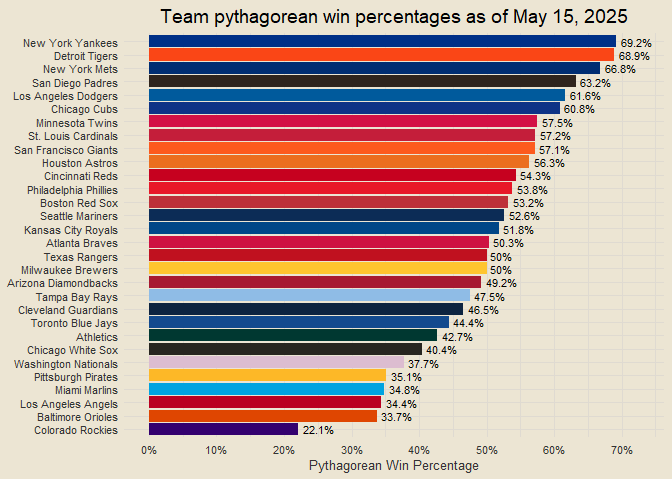 Team pythagorean win percentages as of May 15, 2025
New York Yankees 69.2%
Detroit Tigers 68.9%
New York Mets 66.8%
San Diego Padres 63.2%
Los Angeles Dodgers 61.6%
Chicago Cubs 60.8%
Minnesota Twins 57.5%
St. Louis Cardinals 57.2%
San Francisco Giants 57.1%
Houston Astros 56.3%
Cincinnati Reds 54.3%
Philadelphia Phillies 53.8%
Boston Red Sox 53.2%
Seattle Mariners 52.6%
Kansas City Royals 51.8%
Atlanta Braves 50.3%
Texas Rangers 50%
Milwaukee Brewers 50%
Arizona Diamondbacks 49.2%
Tampa Bay Rays 47.5%
Cleveland Guardians 46.5%
Toronto Blue Jays 44.4%
Athletics 42.7%
Chicago White Sox 40.4%
Washington Nationals 37.7%
Pittsburgh Pirates 35.1%
Miami Marlins 34.8%
Los Angeles Angels 34.4%
Baltimore Orioles 33.7%
Colorado Rockies 22.1%
0% 10% 20% 30% 40% 50% 60% 70%
Pythagorean Win Percentage